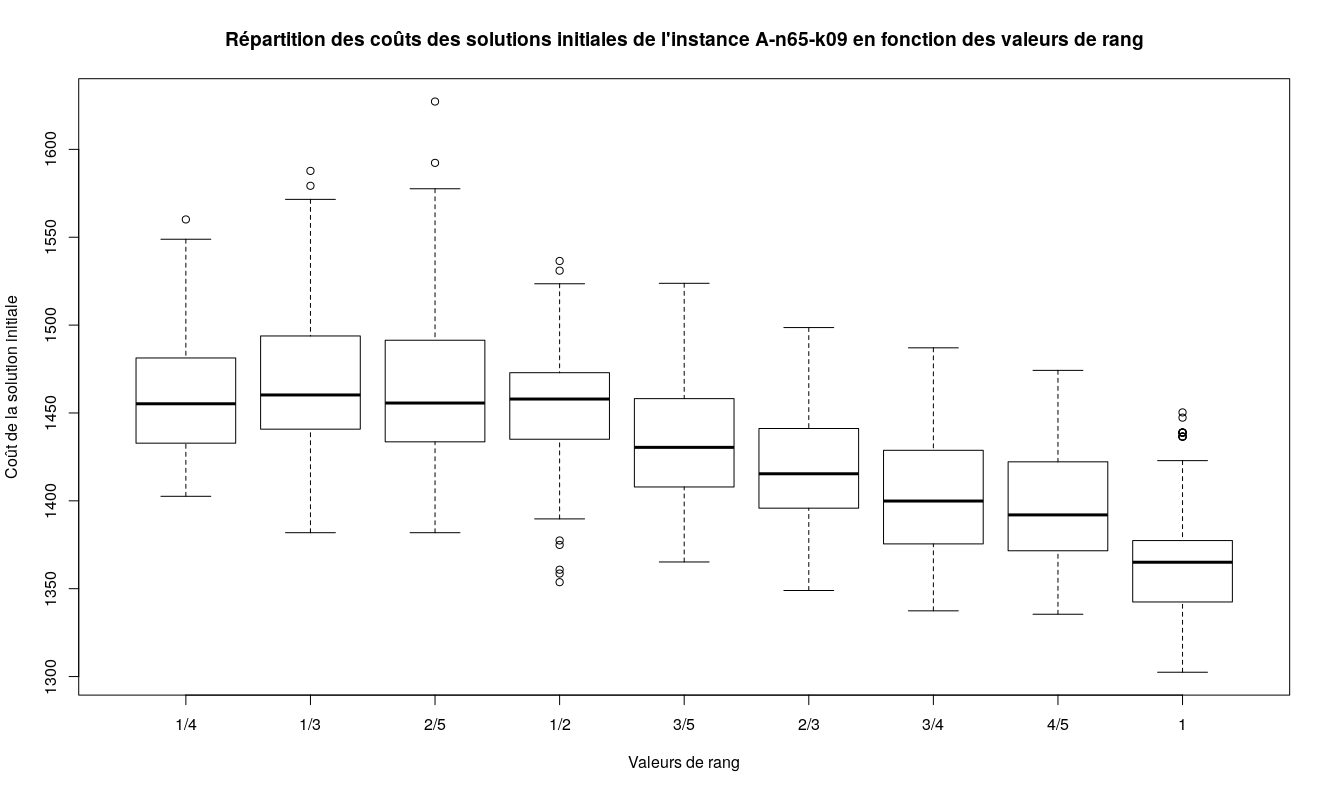 Répartition des coûts des solutions initiales de l'instance A-n65-k09 en fonction des valeurs de rang
Coût de la solution initiale
1600
1550
1500
1450
1400
1350
1300
1/4 1/3 2/5 1/2 3/5 2/3 3/4 4/5 1
Valeurs de rang